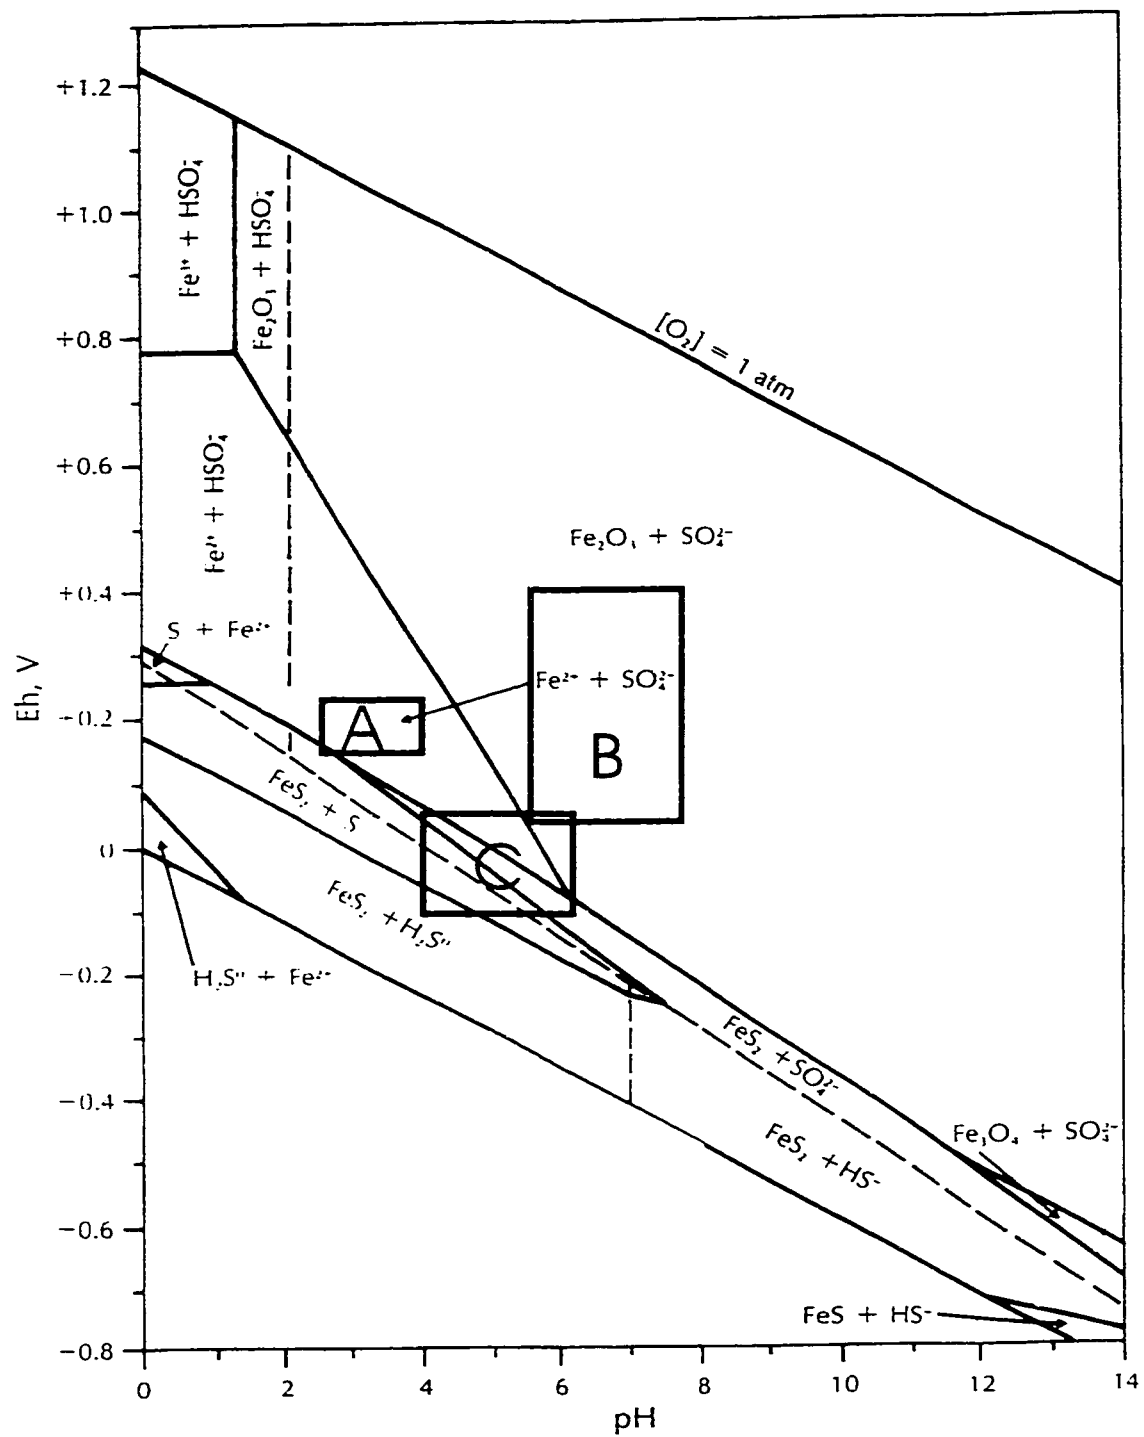 +1.2
+1.0
+0.8
+0.6
+0.4
+0.2
0
−0.2
−0.4
−0.6
−0.8
Eh, V
Fe³⁺ + HSO₄⁻
Fe₂O₃ + HSO₄⁻
[O₂] = 1 atm
Fe²⁺ + HSO₄⁻
Fe₂O₃ + SO₄²⁻
S + Fe²⁺
Fe²⁺ + SO₄²⁻
A
B
FeS₂ + S
C
FeS₂ + H₂S⁰
H₂S⁰ + Fe²⁺
FeS₂ + SO₄²⁻
Fe₃O₄ + SO₄²⁻
FeS₂ + HS⁻
FeS + HS⁻
0 2 4 6 8 10 12 14
pH